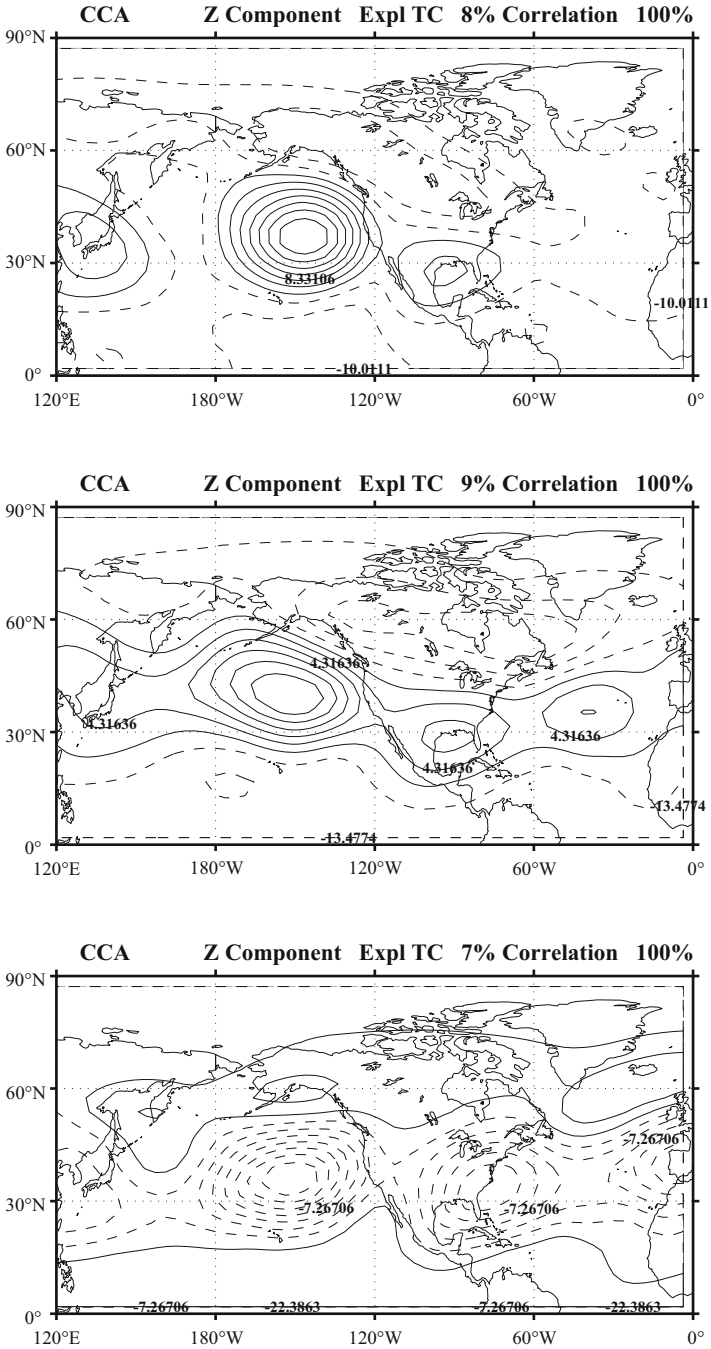 CCA Z Component Expl TC 8% Correlation 100%
90°N
60°N
30°N
8.33106
-10.0111
-10.0111
0°
120°E 180°W 120°W 60°W 0°
CCA Z Component Expl TC 9% Correlation 100%
90°N
60°N
4.31636
4.31636
30°N
4.31636
4.31636
-13.4774
-13.4774
0°
120°E 180°W 120°W 60°W 0°
CCA Z Component Expl TC 7% Correlation 100%
90°N
60°N
-7.26706
30°N
-7.26706 -7.26706
-7.26706 -22.3863 -7.26706 -22.3863
0°
120°E 180°W 120°W 60°W 0°